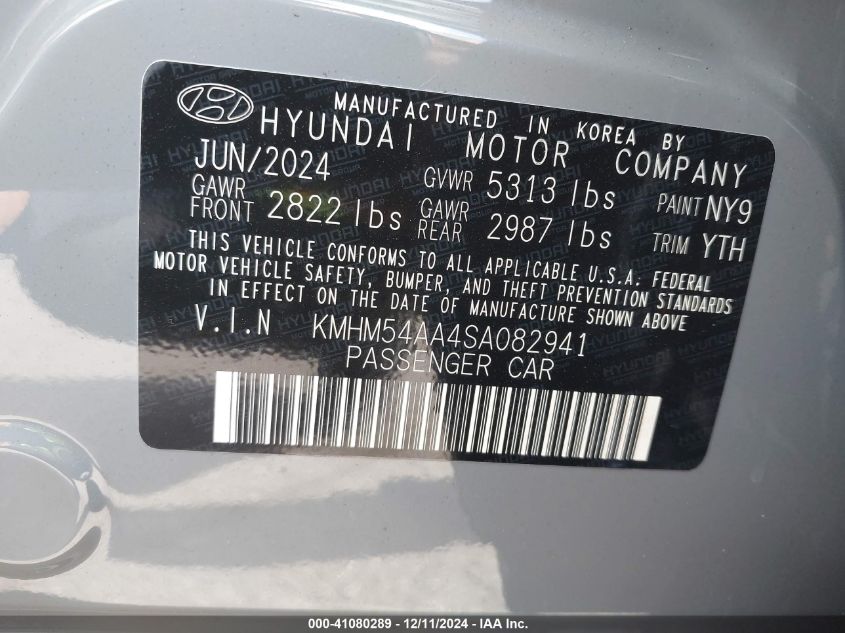 MANUFACTURED IN KOREA BY
HYUNDAI MOTOR COMPANY
JUN/2024 GVWR 5313 lbs PAINT NY9
GAWR FRONT 2822 lbs GAWR REAR 2987 lbs TRIM YTH
THIS VEHICLE CONFORMS TO ALL APPLICABLE U.S.A. FEDERAL
MOTOR VEHICLE SAFETY, BUMPER, AND THEFT PREVENTION STANDARDS
IN EFFECT ON THE DATE OF MANUFACTURE SHOWN ABOVE
V.I.N KMHM54AA4SA082941
PASSENGER CAR
000-41080289 - 12/11/2024 - IAA Inc.